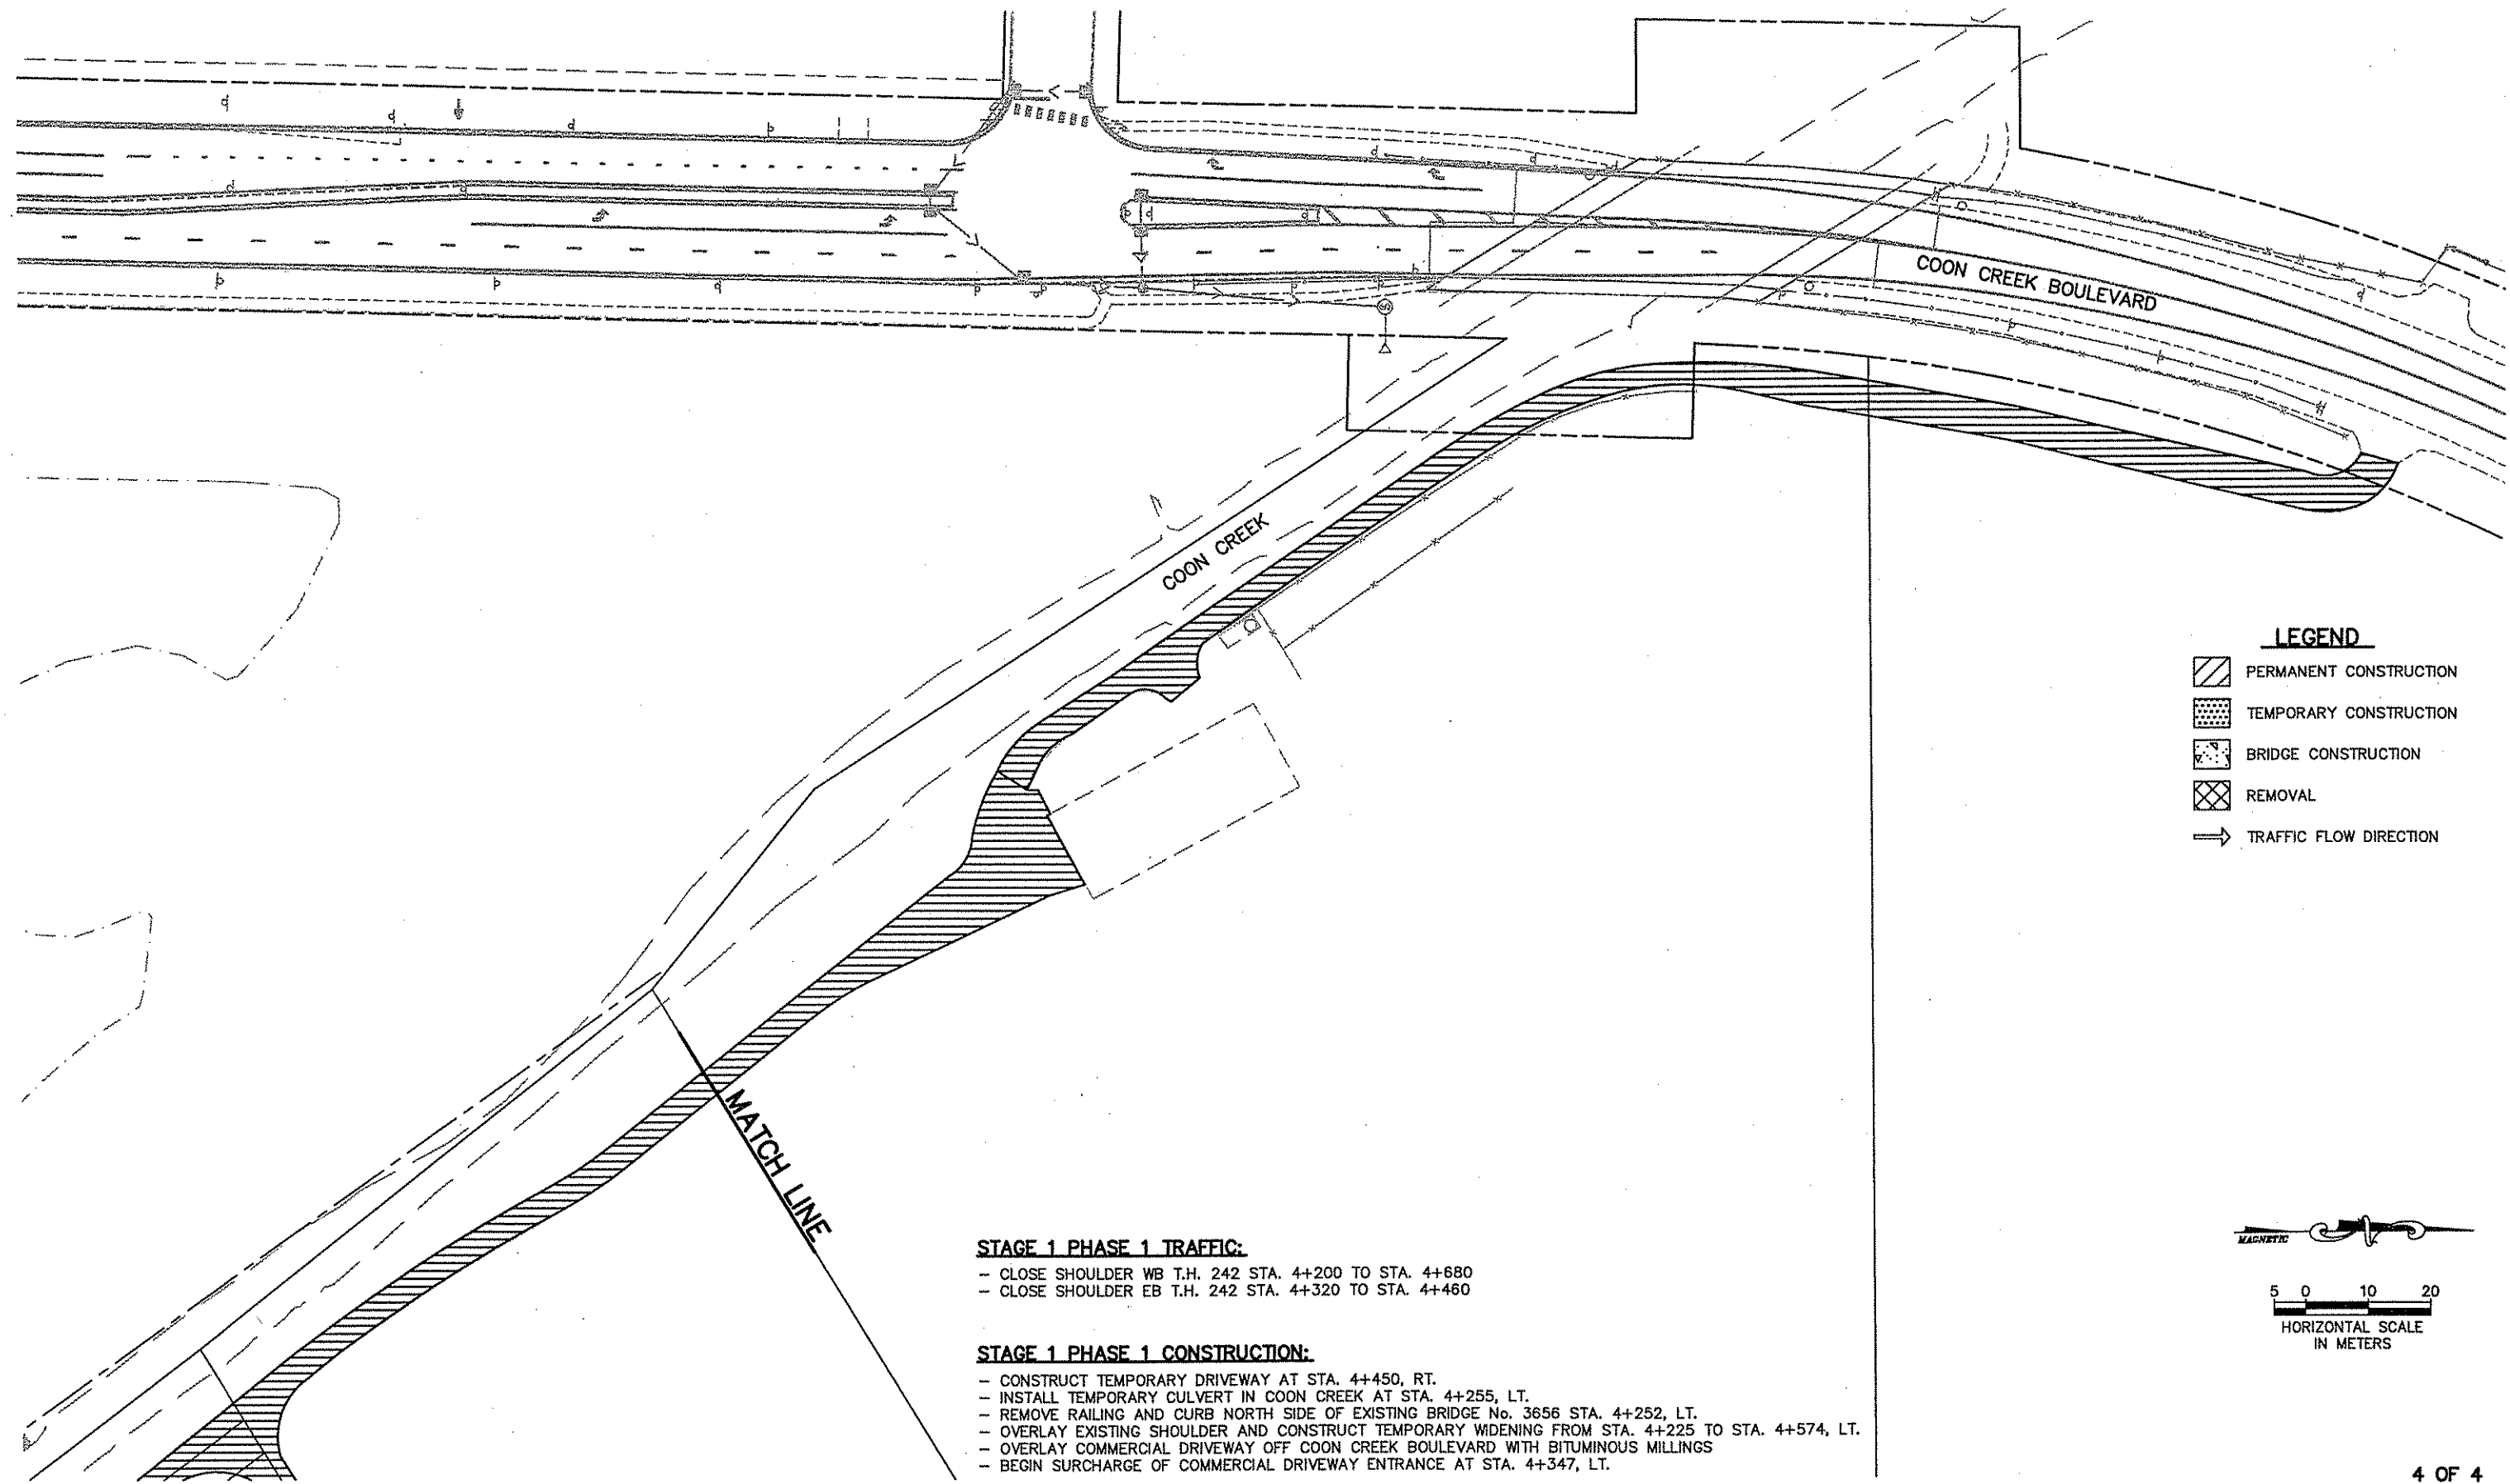 COON CREEK BOULEVARD
COON CREEK
LEGEND
PERMANENT CONSTRUCTION
TEMPORARY CONSTRUCTION
BRIDGE CONSTRUCTION
REMOVAL
TRAFFIC FLOW DIRECTION
MATCH LINE
MAGNETIC
5 0 10 20
HORIZONTAL SCALE
IN METERS
STAGE 1 PHASE 1 TRAFFIC:
- CLOSE SHOULDER WB T.H. 242 STA. 4+200 TO STA. 4+680
- CLOSE SHOULDER EB T.H. 242 STA. 4+320 TO STA. 4+460
STAGE 1 PHASE 1 CONSTRUCTION:
- CONSTRUCT TEMPORARY DRIVEWAY AT STA. 4+450, RT.
- INSTALL TEMPORARY CULVERT IN COON CREEK AT STA. 4+255, LT.
- REMOVE RAILING AND CURB NORTH SIDE OF EXISTING BRIDGE No. 3656 STA. 4+252, LT.
- OVERLAY EXISTING SHOULDER AND CONSTRUCT TEMPORARY WIDENING FROM STA. 4+225 TO STA. 4+574, LT.
- OVERLAY COMMERCIAL DRIVEWAY OFF COON CREEK BOULEVARD WITH BITUMINOUS MILLINGS
- BEGIN SURCHARGE OF COMMERCIAL DRIVEWAY ENTRANCE AT STA. 4+347, LT.
4 OF 4